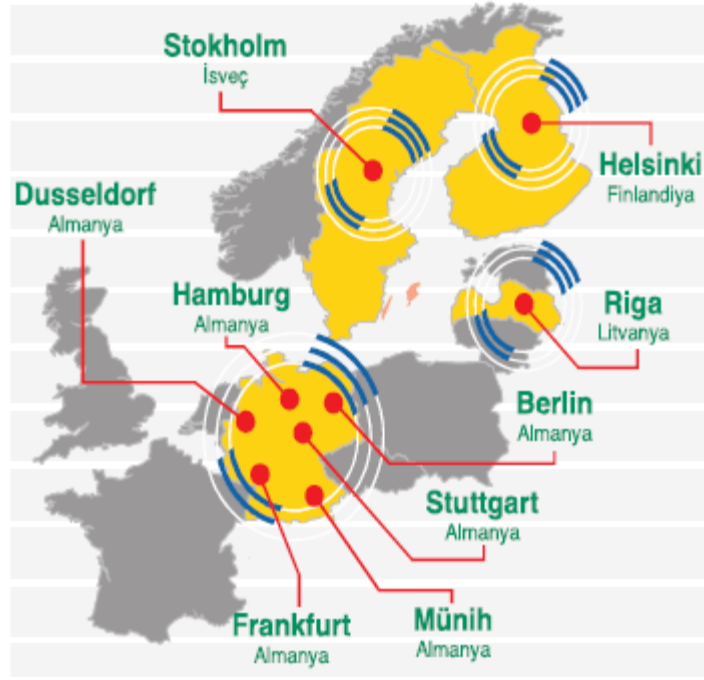 Stokholm
İsveç
Helsinki
Finlandiya
Dusseldorf
Almanya
Hamburg
Almanya
Riga
Litvanya
Berlin
Almanya
Stuttgart
Almanya
Frankfurt
Almanya
Münih
Almanya